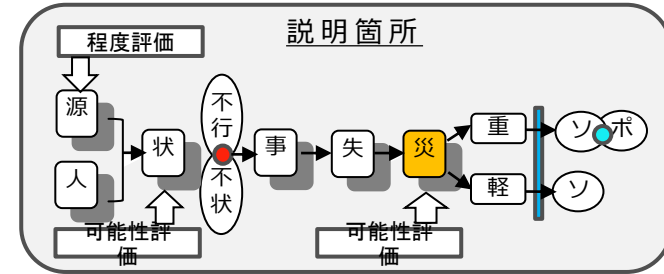 説明箇所
程度評価
源
人
状
不
行
不
状
事
失
災
重
軽
ソ
ポ
ソ
可能性評
価
可能性評
価